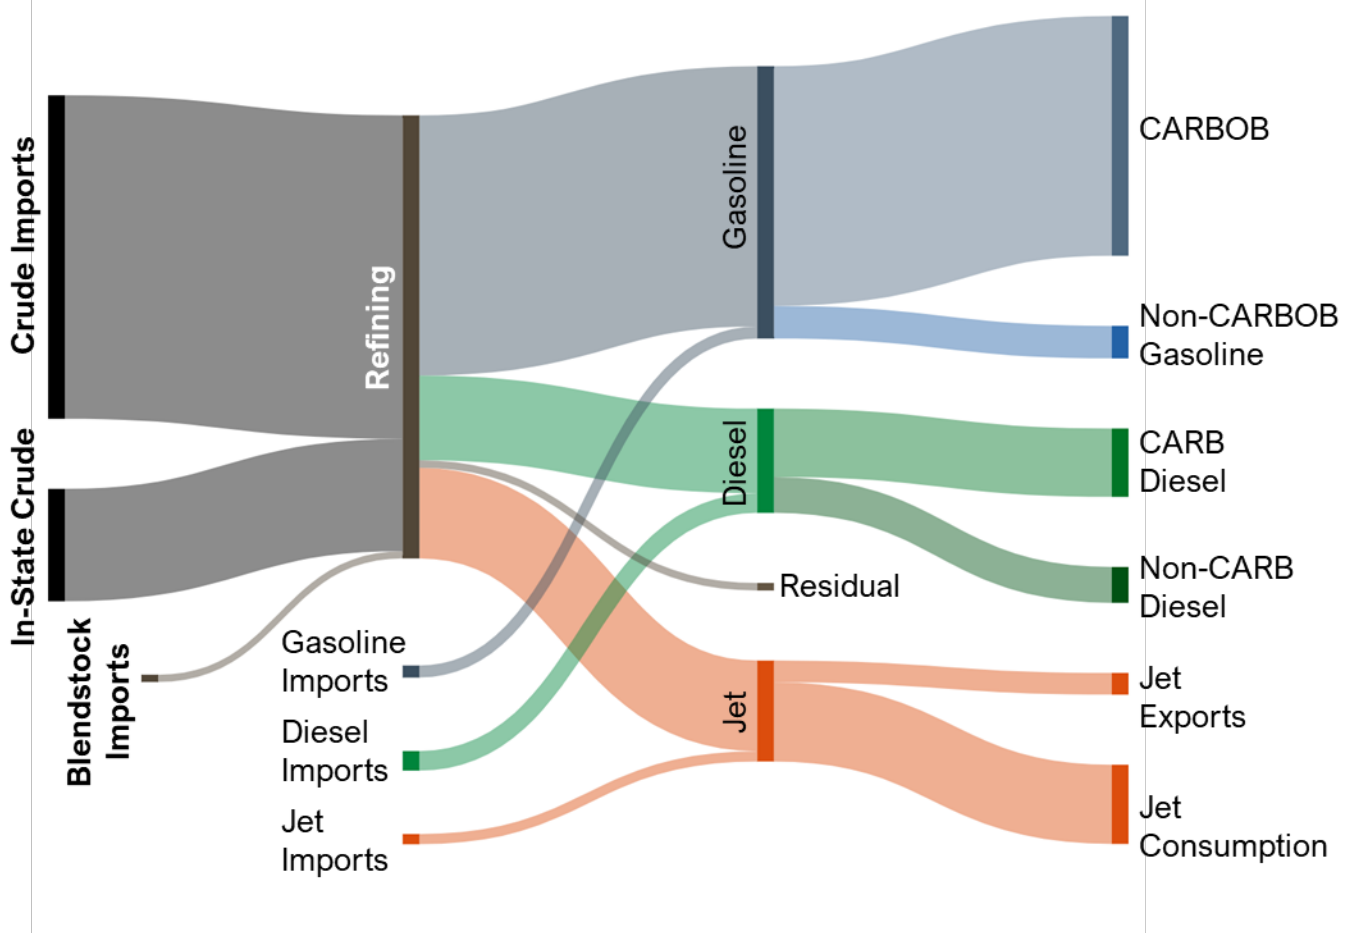 Crude Imports
In-State Crude
Blendstock
Imports
Refining
Gasoline
Imports
Diesel
Imports
Jet
Imports
Gasoline
Diesel
Residual
Jet
CARBOB
Non-CARBOB
Gasoline
CARB
Diesel
Non-CARB
Diesel
Jet
Exports
Jet
Consumption